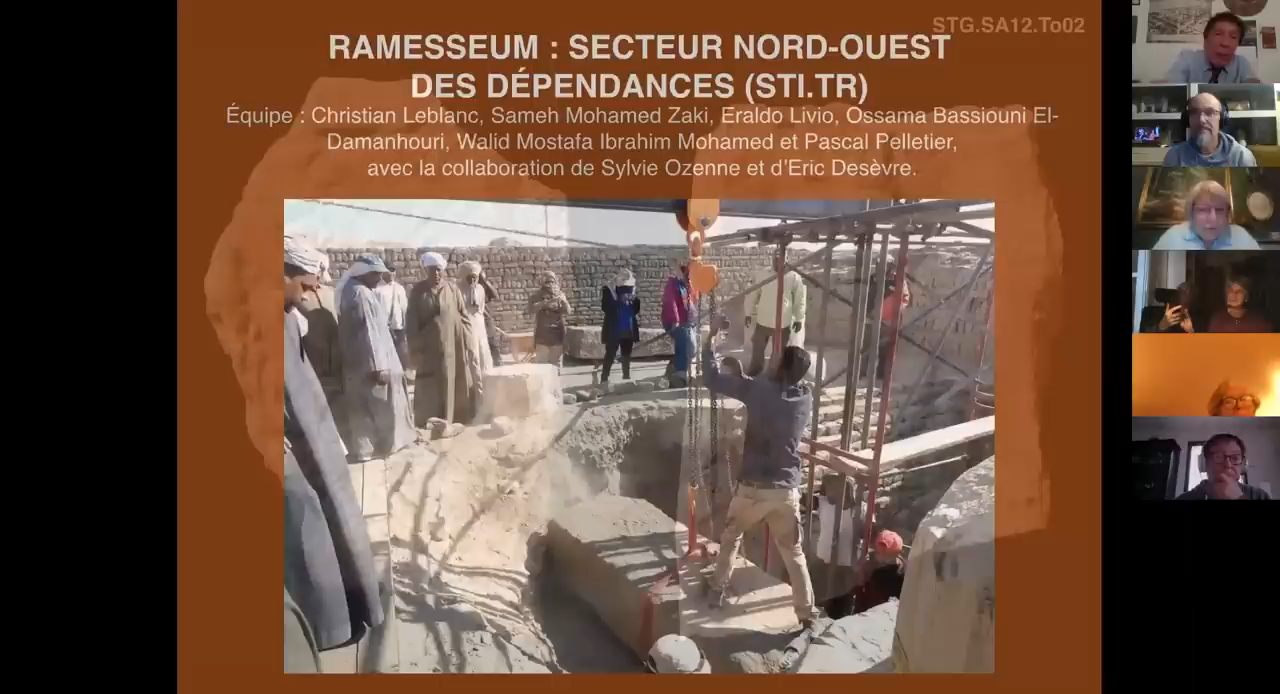 STG.SA12.To02
RAMESSEUM : SECTEUR NORD-OUEST
DES DÉPENDANCES (STI.TR)
Équipe : Christian Leblanc, Sameh Mohamed Zaki, Eraldo Livio, Ossama Bassiouni El-
Damanhouri, Walid Mostafa Ibrahim Mohamed et Pascal Pelletier,
avec la collaboration de Sylvie Ozenne et d'Eric Desèvre.